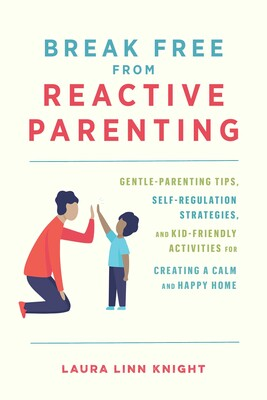 BREAK FREE
FROM
REACTIVE
PARENTING
GENTLE-PARENTING TIPS,
SELF-REGULATION
STRATEGIES,
AND KID-FRIENDLY
ACTIVITIES FOR
CREATING A CALM
AND HAPPY HOME
LAURA LINN KNIGHT